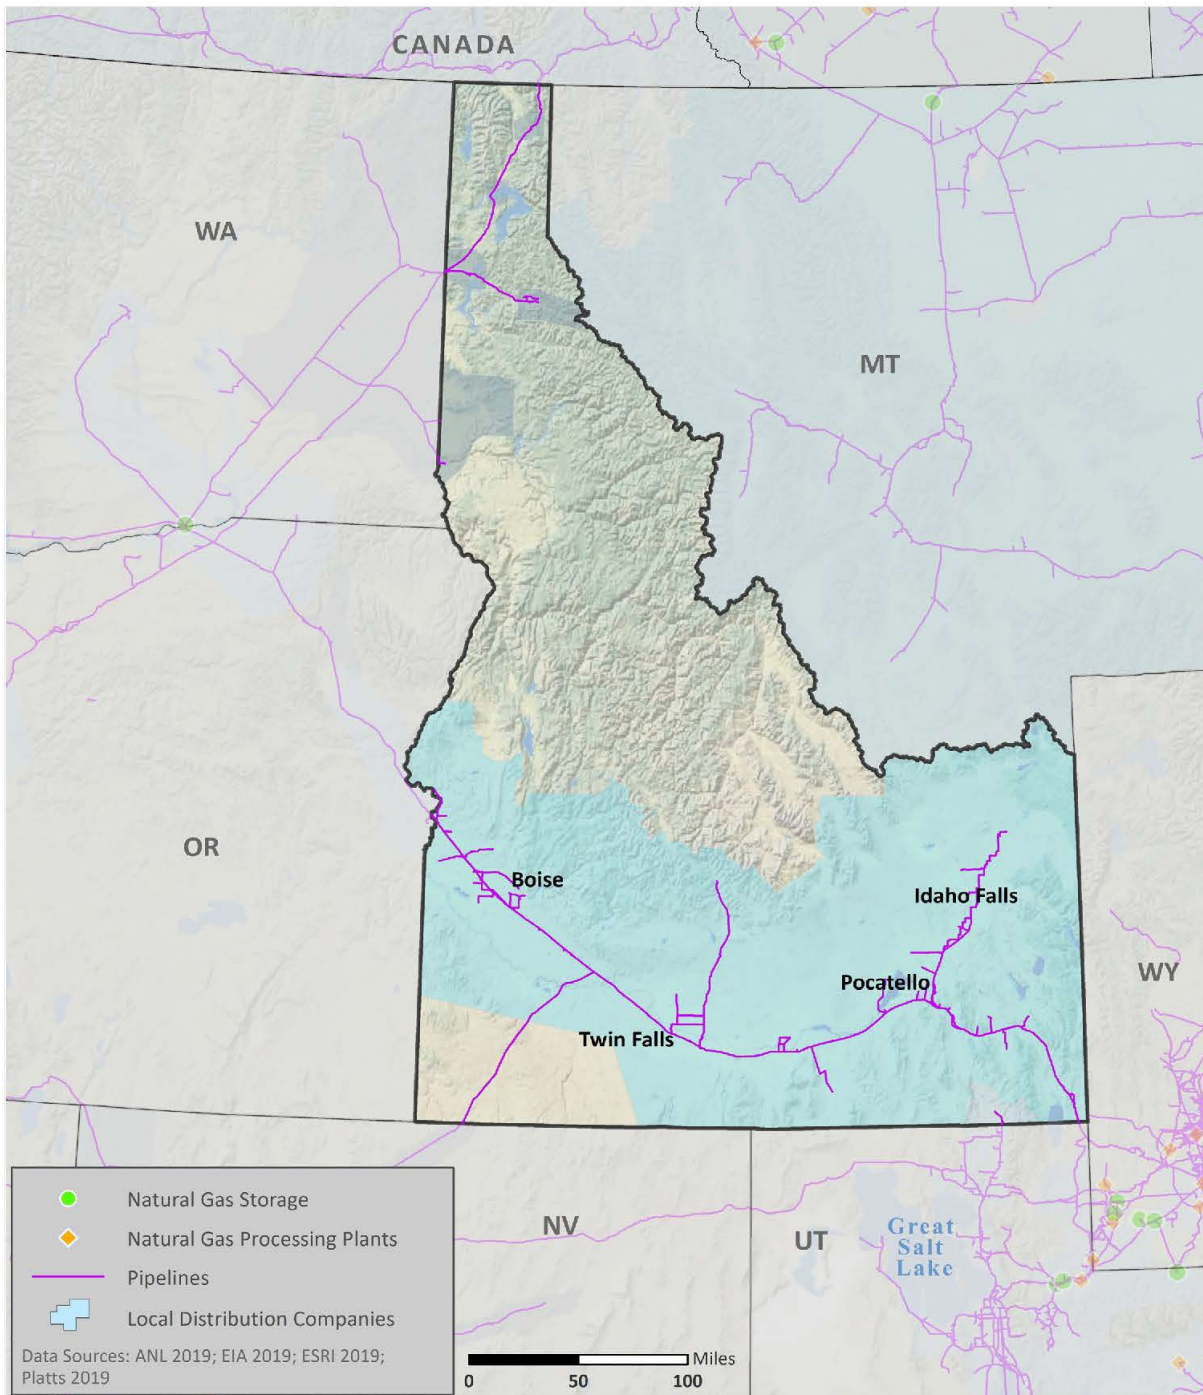 CANADA
WA
MT
OR
Boise
Idaho Falls
Pocatello
WY
Twin Falls
NV
UT
Great
Salt
Lake
Natural Gas Storage
Natural Gas Processing Plants
Pipelines
Local Distribution Companies
Data Sources: ANL 2019; EIA 2019; ESRI 2019;
Platts 2019
Miles
0 50 100